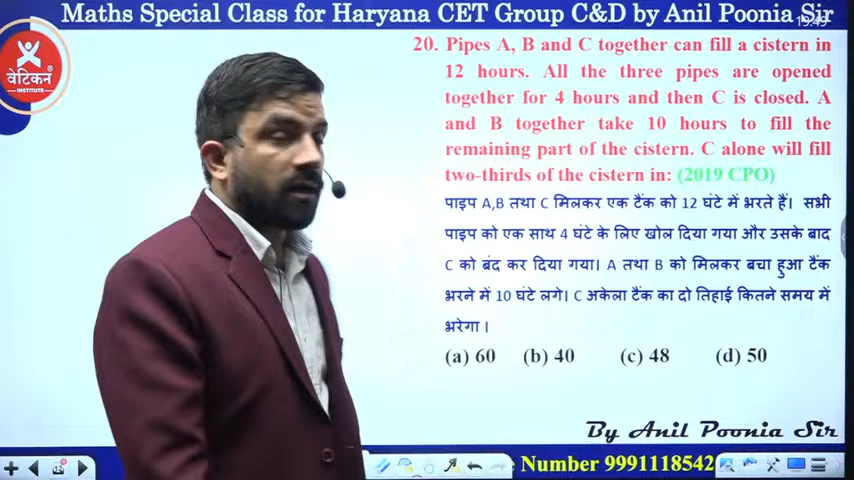 Maths Special Class for Haryana CET Group C&D by Anil Poonia Sir
19:49
वेटिकन
INSTITUTE
20. Pipes A, B and C together can fill a cistern in
12 hours. All the three pipes are opened
together for 4 hours and then C is closed. A
and B together take 10 hours to fill the
remaining part of the cistern. C alone will fill
two-thirds of the cistern in: (2019 CPO)
पाइप A,B तथा C मिलकर एक टैंक को 12 घंटे में भरते हैं। सभी
पाइप को एक साथ 4 घंटे के लिए खोल दिया गया और उसके बाद
C को बंद कर दिया गया। A तथा B को मिलकर बचा हुआ टैंक
भरने में 10 घंटे लगे। C अकेला टैंक का दो तिहाई कितने समय में
भरेगा ।
(a) 60 (b) 40 (c) 48 (d) 50
By Anil Poonia Sir
Number 9991118542